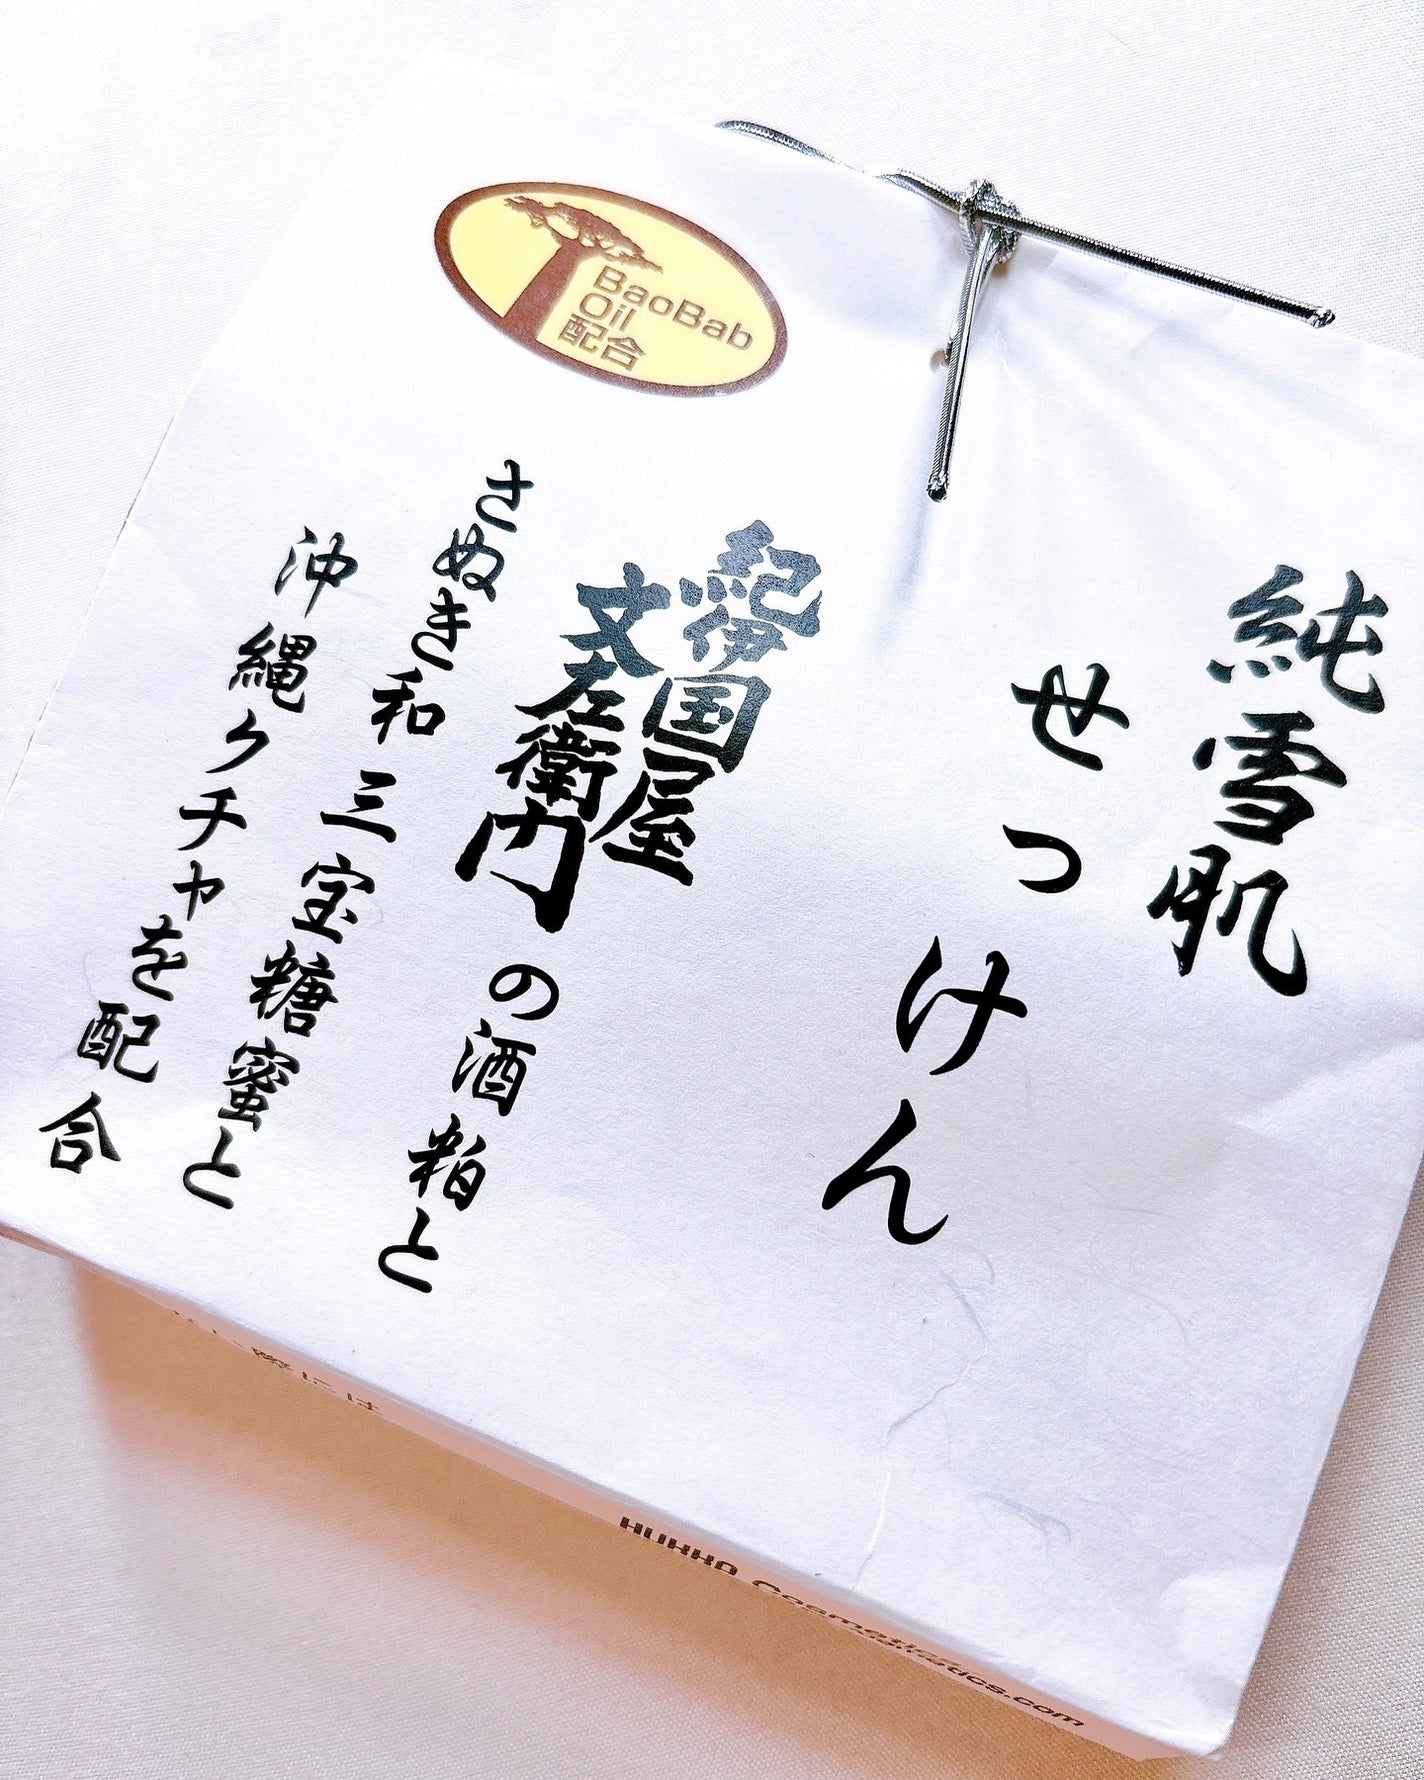 純雪肌
せっけん
紀伊国屋
文左衛門の酒粕と
さぬき和三宝糖蜜と
沖縄クチャを配合
BaoBab
Oil
配合
Cosmetics